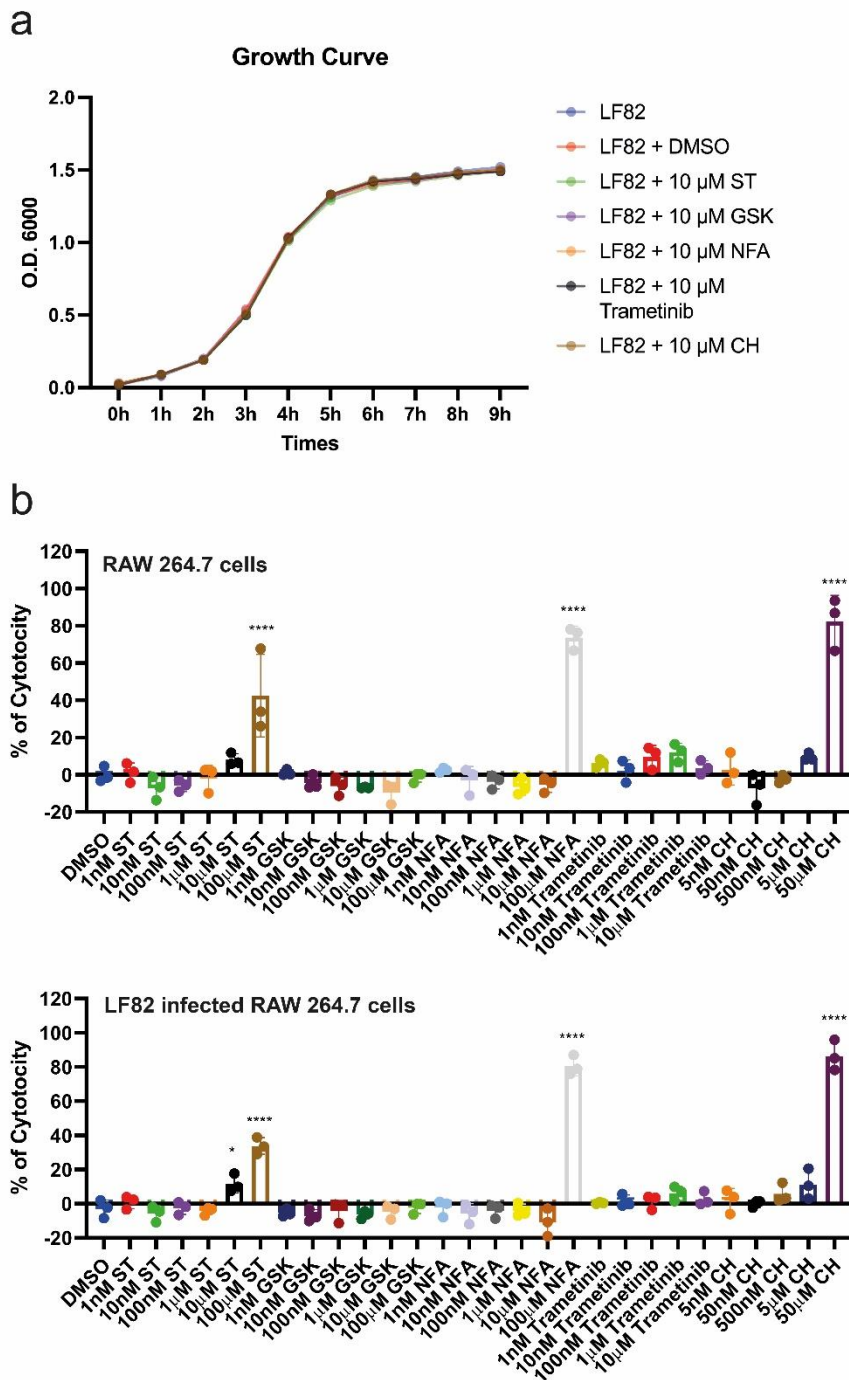 a
Growth Curve
O.D. 6000
2.0
1.5
1.0
0.5
0.0
0h 1h 2h 3h 4h 5h 6h 7h 8h 9h
Times
LF82
LF82 + DMSO
LF82 + 10 µM ST
LF82 + 10 µM GSK
LF82 + 10 µM NFA
LF82 + 10 µM
Trametinib
LF82 + 10 µM CH
b
RAW 264.7 cells
% of Cytotocity
120
100
80
60
40
20
0
-20
****
****
****
DMSO
1nM ST
10nM ST
100nM ST
1µM ST
10µM ST
100µM ST
1nM GSK
10nM GSK
100nM GSK
1µM GSK
10µM GSK
100µM GSK
1nM NFA
10nM NFA
100nM NFA
1µM NFA
10µM NFA
100µM NFA
1nM Trametinib
10nM Trametinib
100nM Trametinib
1µM Trametinib
10µM Trametinib
5nM CH
50nM CH
500nM CH
5µM CH
50µM CH
LF82 infected RAW 264.7 cells
% of Cytotocity
120
100
80
60
40
20
0
-20
*
****
****
****
DMSO
1nM ST
10nM ST
100nM ST
1µM ST
10µM ST
100µM ST
1nM GSK
10nM GSK
100nM GSK
1µM GSK
10µM GSK
100µM GSK
1nM NFA
10nM NFA
100nM NFA
1µM NFA
10µM NFA
100µM NFA
1nM Trametinib
10nM Trametinib
100nM Trametinib
1µM Trametinib
10µM Trametinib
5nM CH
50nM CH
500nM CH
5µM CH
50µM CH